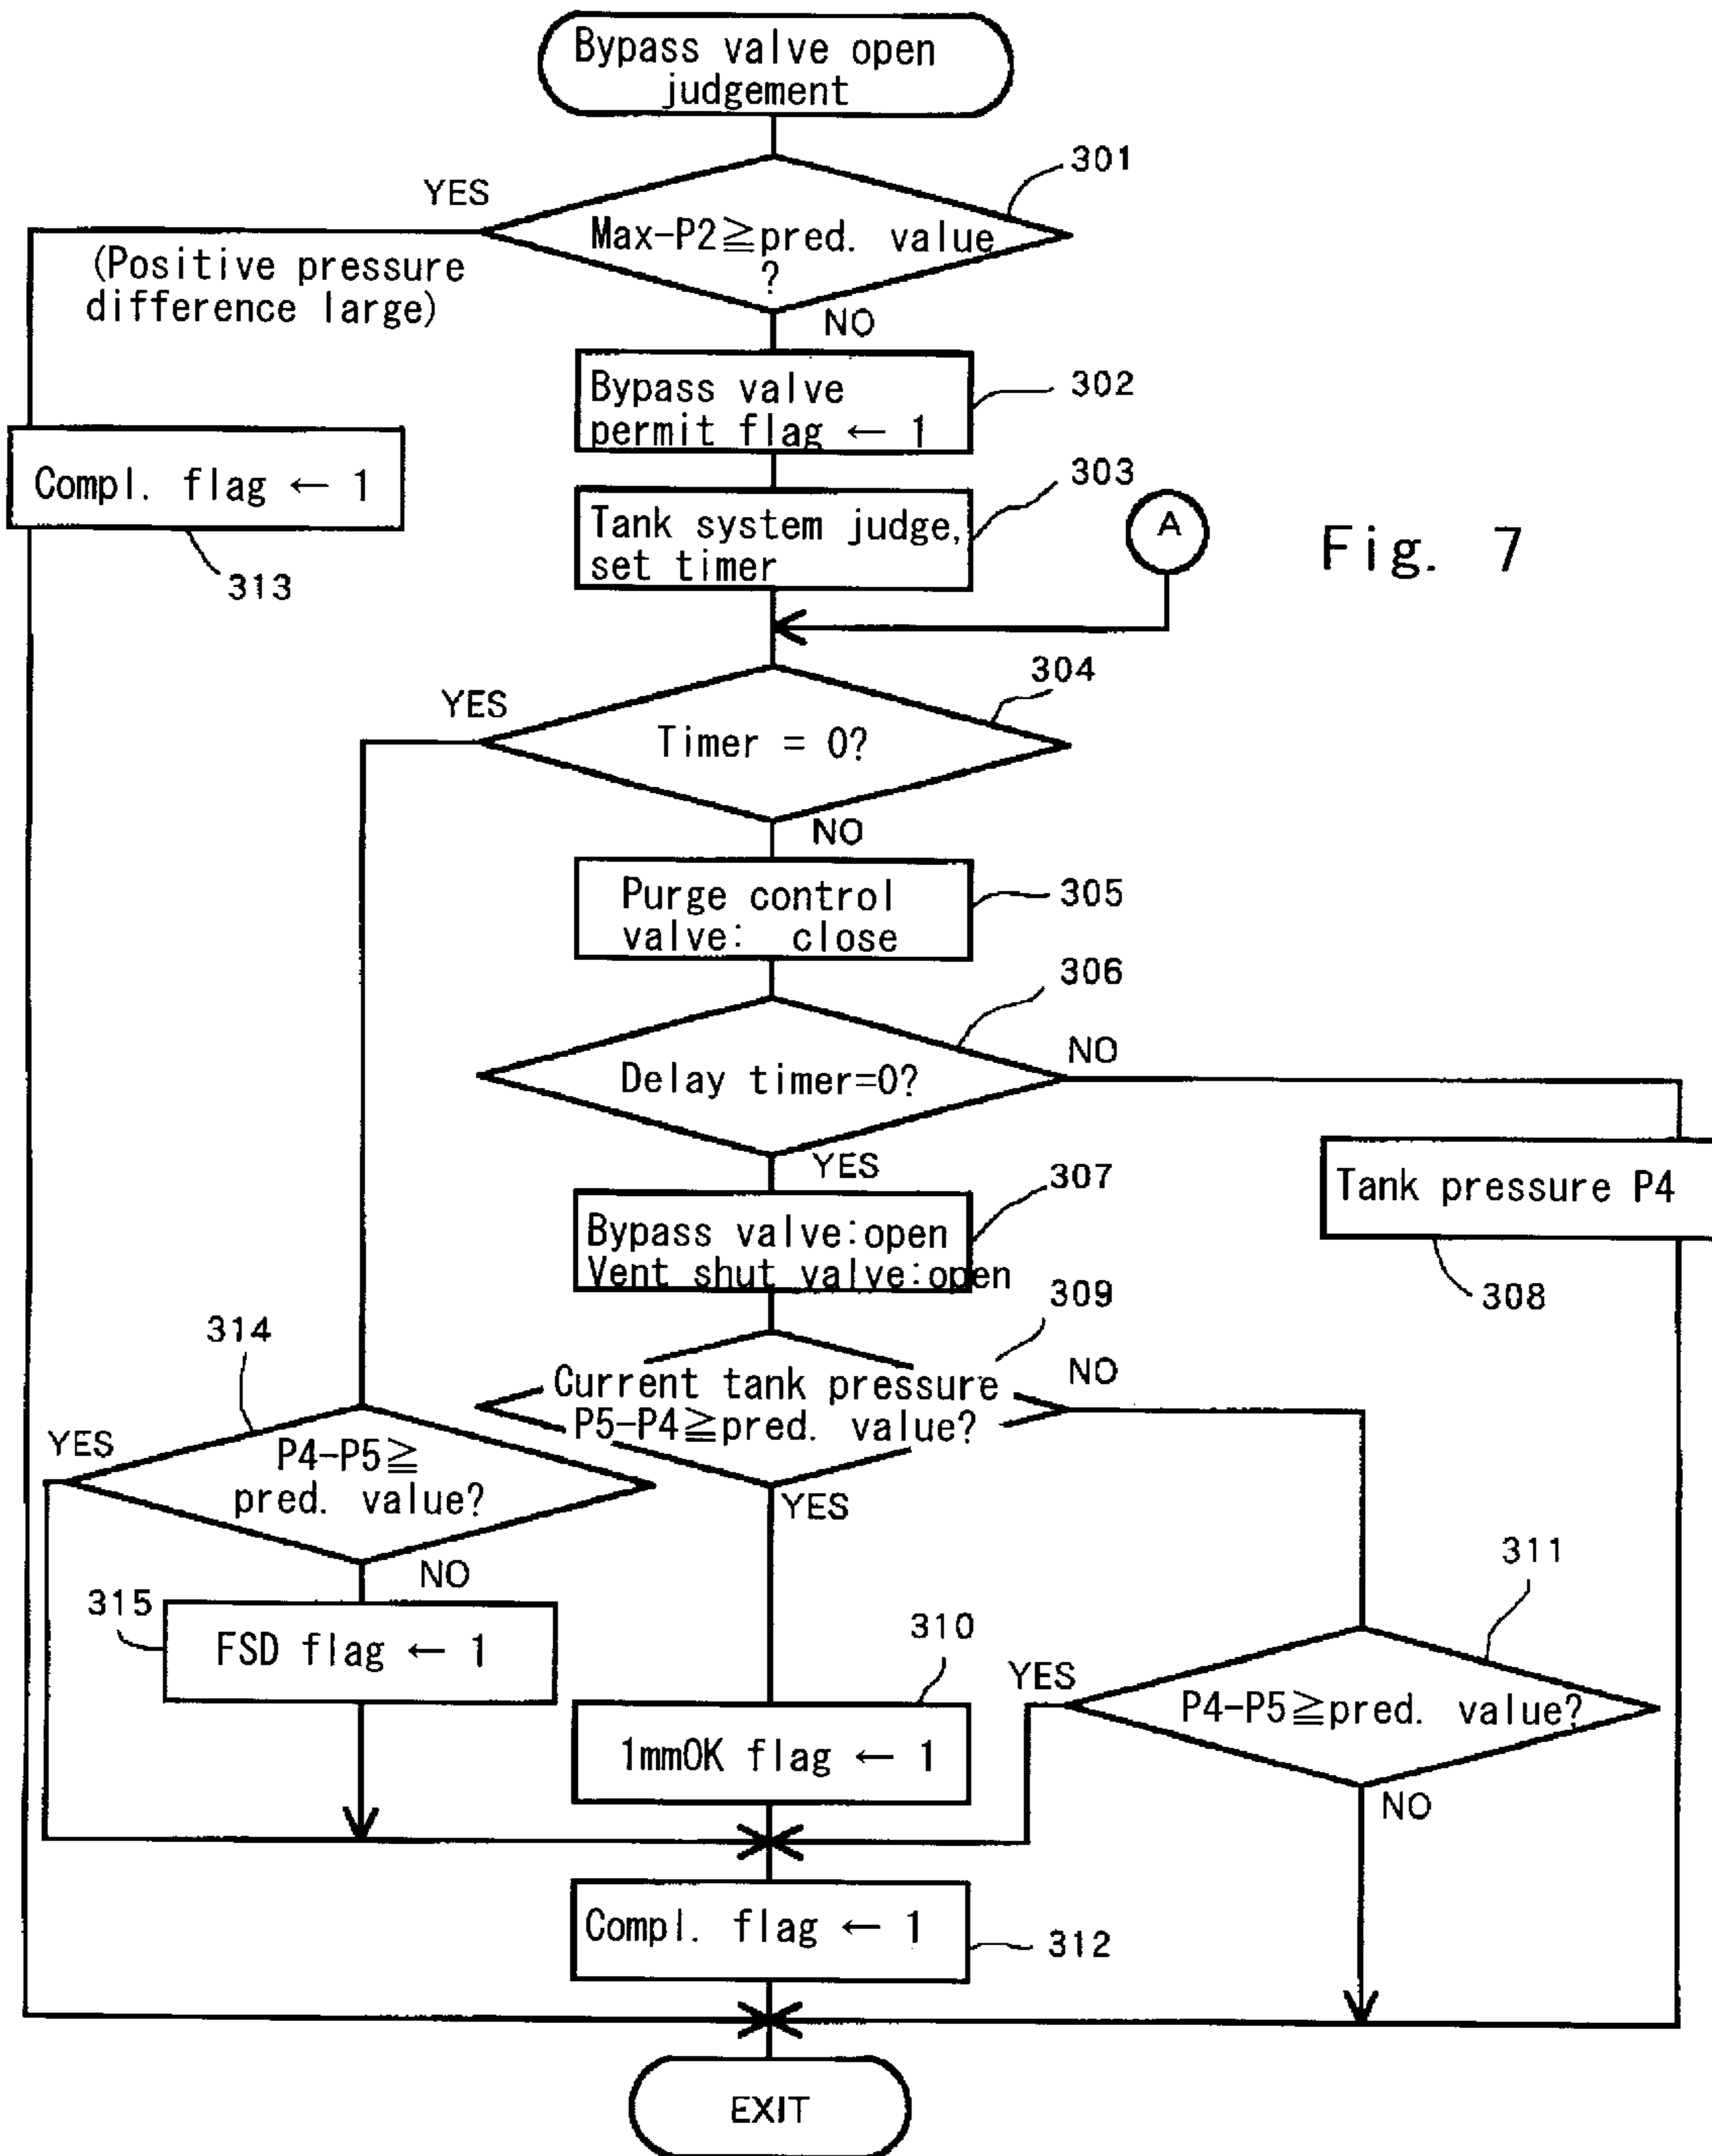 Bypass valve open
judgement
301
YES
Max-P2≧pred. value
?
(Positive pressure
difference large)
NO
Bypass valve
permit flag ← 1
302
Compl. flag ← 1
313
303
Tank system judge,
set timer
A
Fig. 7
304
YES
Timer = 0?
NO
Purge control
valve: close
305
306
NO
Delay timer=0?
YES
307
Bypass valve:open
Vent shut valve:open
Tank pressure P4
308
309
314
Current tank pressure
P5-P4≧pred. value?
NO
YES
P4-P5≧
pred. value?
YES
NO
311
315
FSD flag ← 1
310
YES
P4-P5≧pred. value?
1mmOK flag ← 1
NO
Compl. flag ← 1
312
EXIT